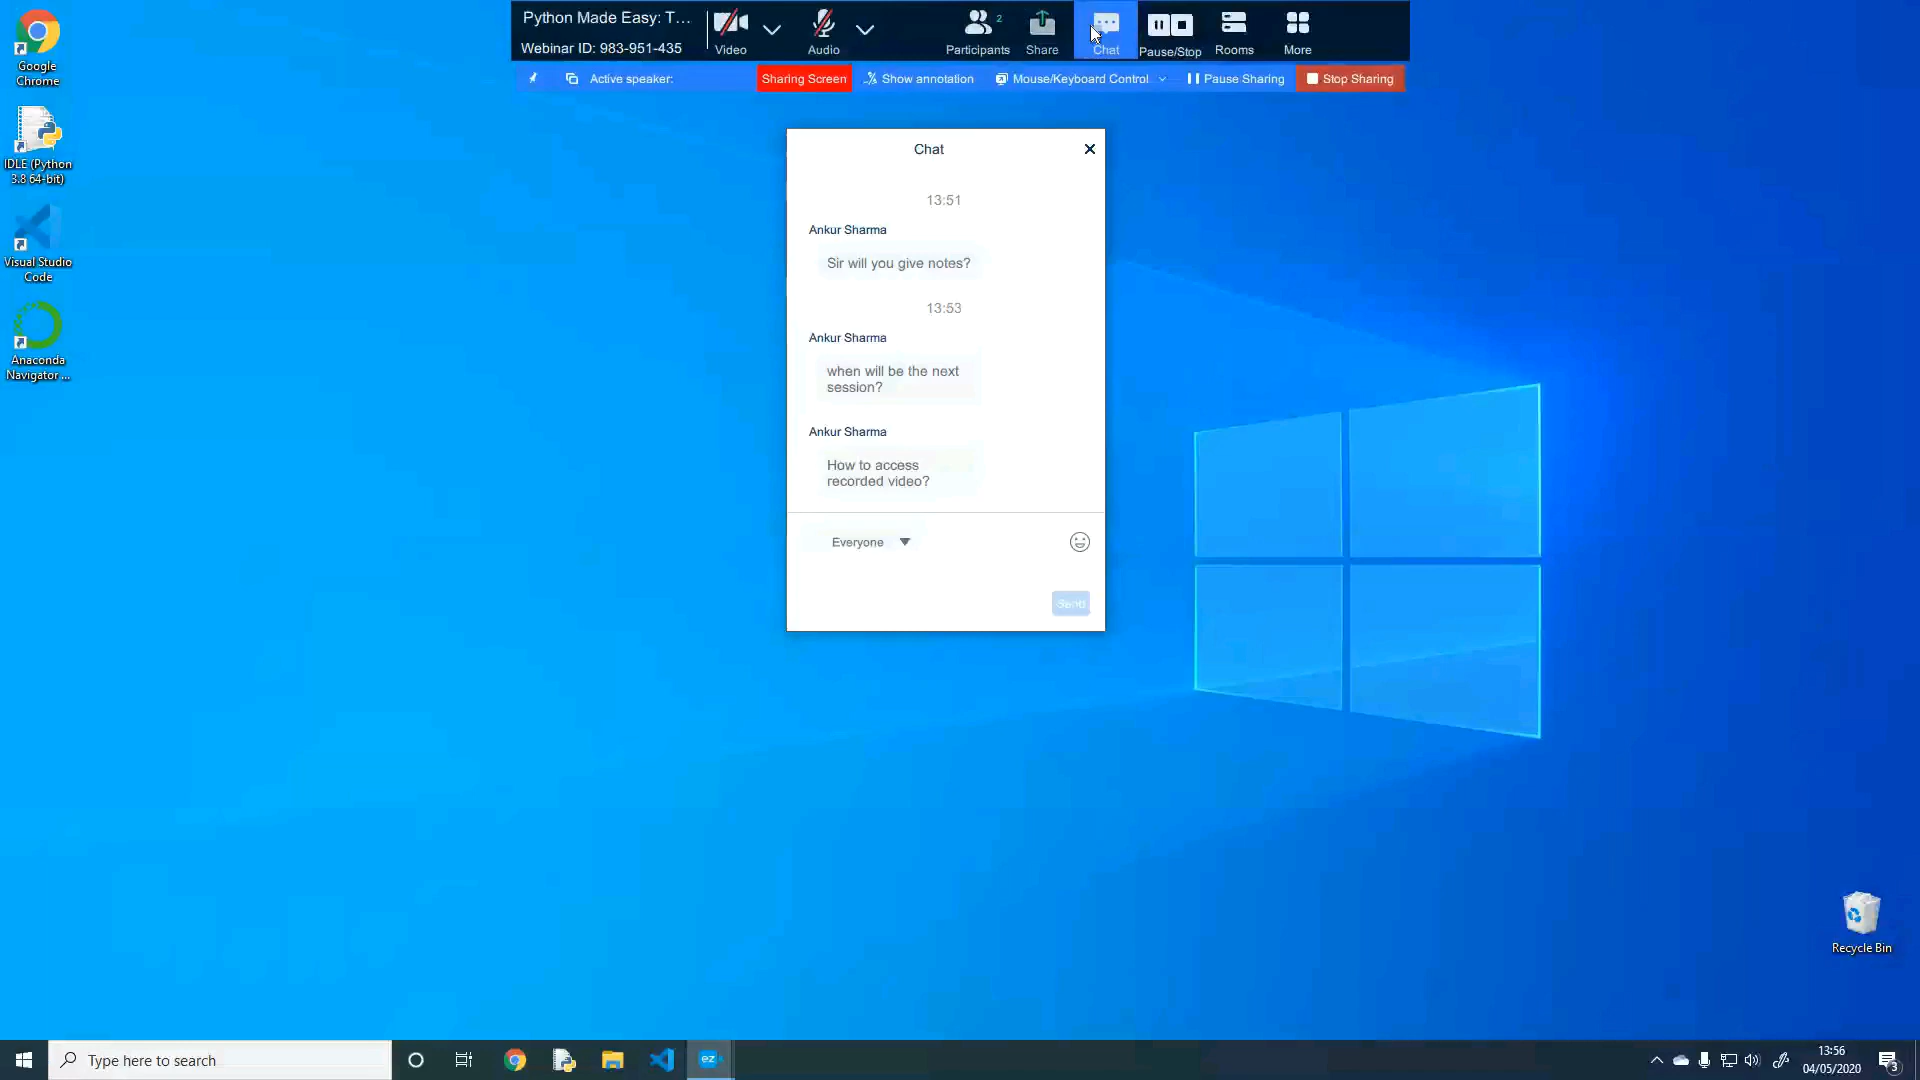 Python Made Easy: T...
Webinar ID: 983-951-435
Video
Audio
Participants
2
Share
Chat
Pause/Stop
Rooms
More
Active speaker:
Sharing Screen
Show annotation
Mouse/Keyboard Control
Pause Sharing
Stop Sharing
Google
Chrome
IDLE (Python
3.8 64-bit)
Visual Studio
Code
Anaconda
Navigator ...
Chat
13:51
Ankur Sharma
Sir will you give notes?
13:53
Ankur Sharma
when will be the next
session?
Ankur Sharma
How to access
recorded video?
Everyone
Send
Recycle Bin
Type here to search
ez
13:56
04/05/2020
3